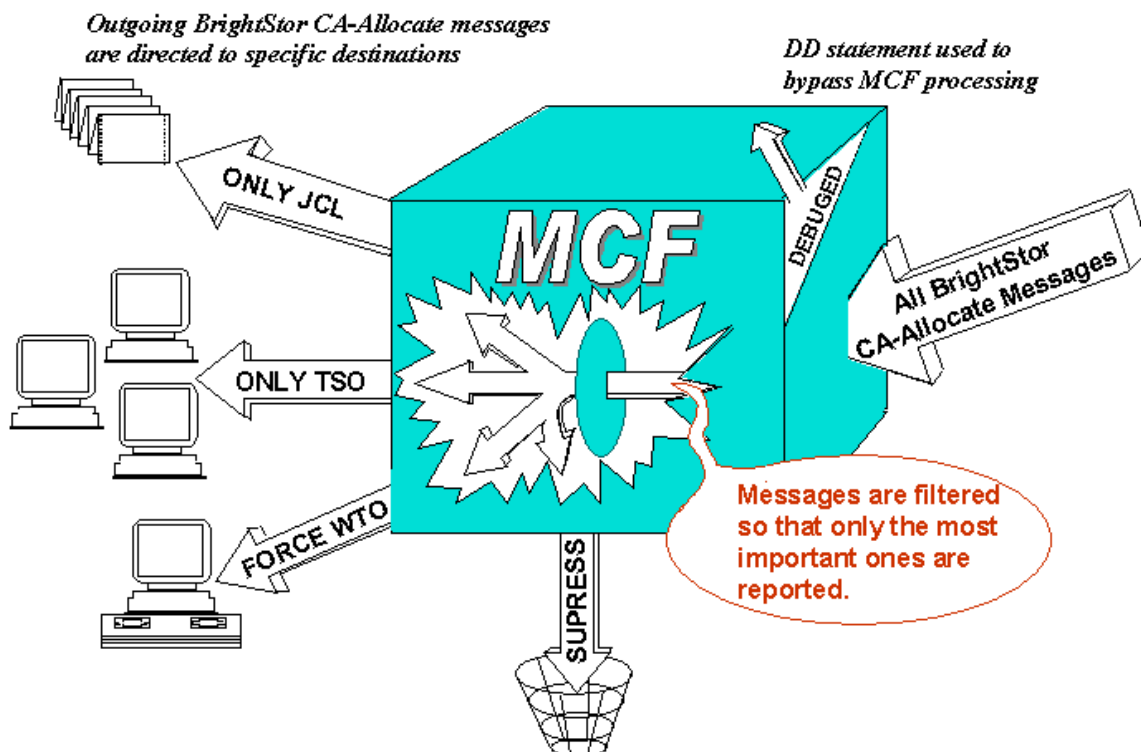 Outgoing BrightStor CA-Allocate messages
are directed to specific destinations
DD statement used to
bypass MCF processing
ONLY JCL
MCF
DEBUGED
All BrightStor
CA-Allocate Messages
ONLY TSO
FORCE WTO
SUPRESS
Messages are filtered
so that only the most
important ones are
reported.